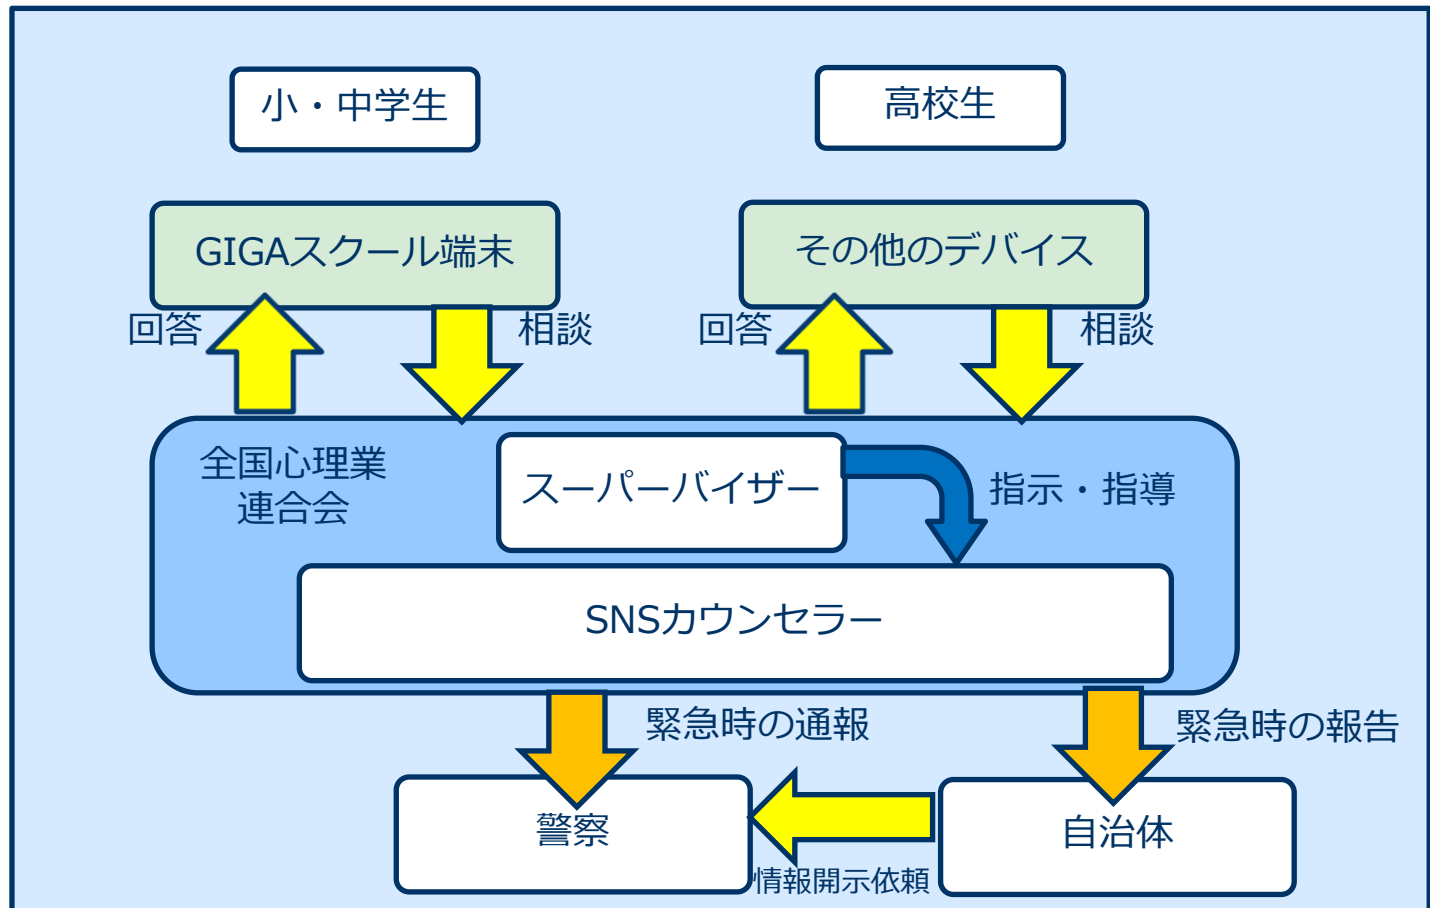 小・中学生
高校生
GIGAスクール端末
その他のデバイス
回答
相談
回答
相談
全国心理業
連合会
スーパーバイザー
指示・指導
SNSカウンセラー
緊急時の通報
緊急時の報告
警察
自治体
情報開示依頼